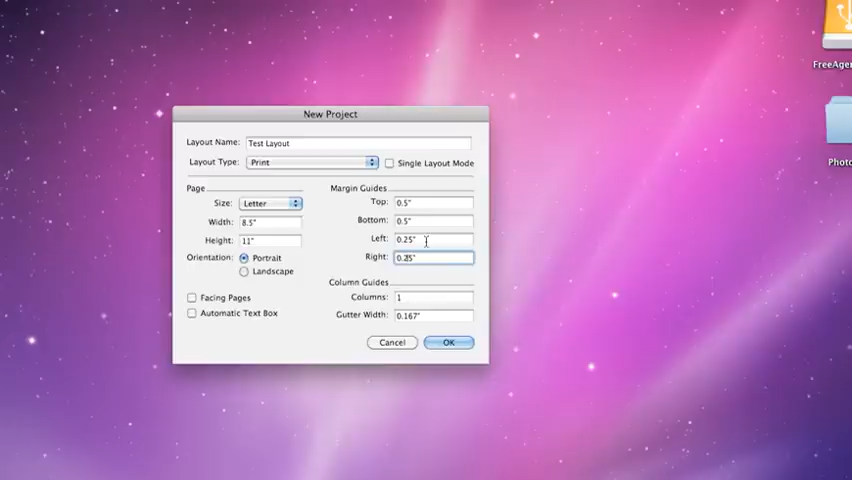 New Project
Layout Name: Test Layout
Layout Type: Print Single Layout Mode
Page Margin Guides
Size: Letter Top: 0.5"
Width: 8.5" Bottom: 0.5"
Height: 11" Left: 0.25"
Orientation: Portrait Right: 0.25"
Landscape
Column Guides
Facing Pages Columns: 1
Automatic Text Box Gutter Width: 0.167"
Cancel OK
FreeAger
Photo